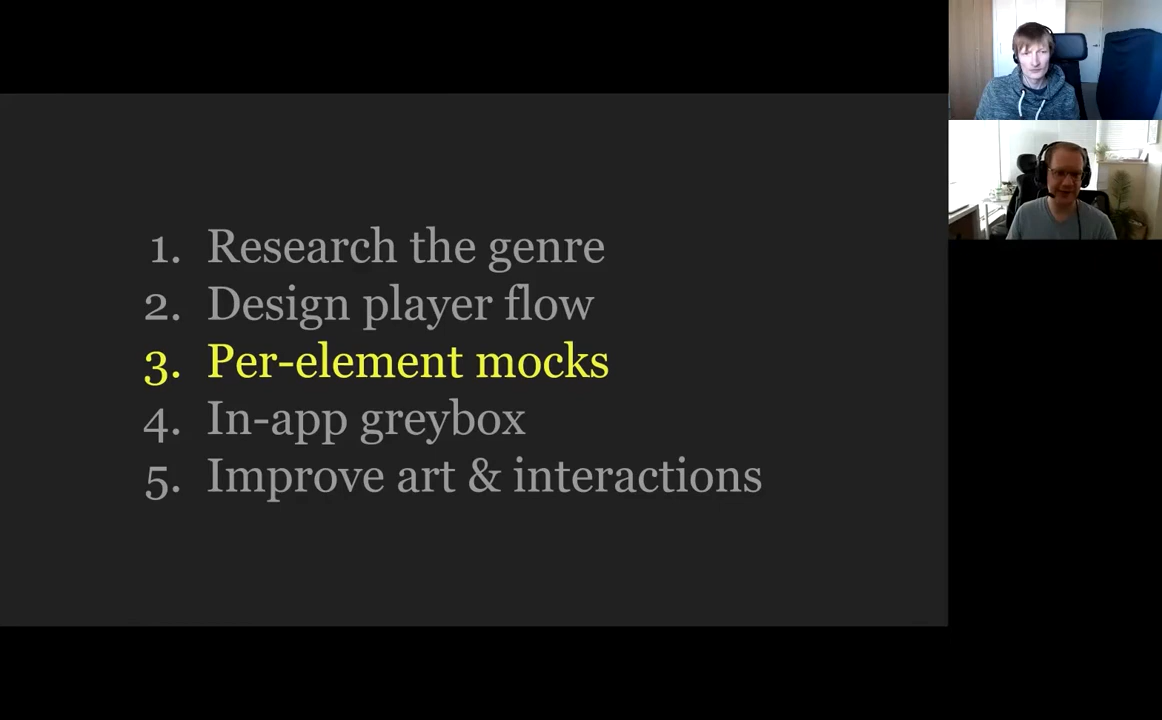 1. Research the genre
2. Design player flow
3. Per-element mocks
4. In-app greybox
5. Improve art & interactions